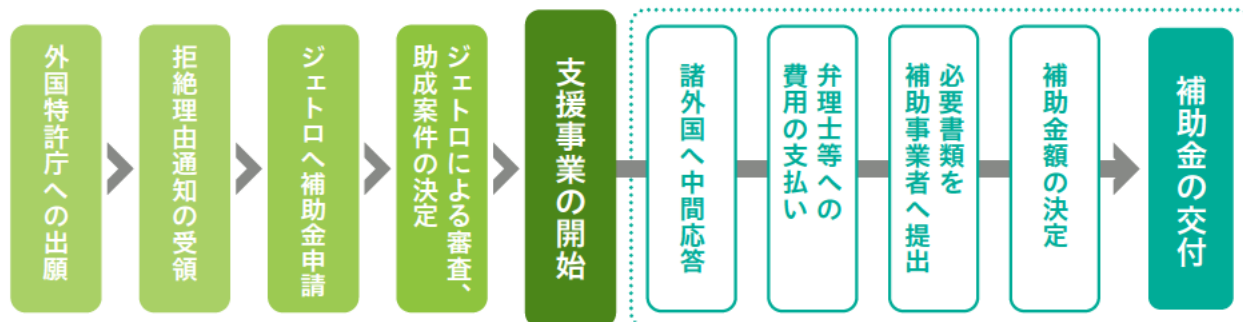 外国特許庁への出願
拒絶理由通知の受領
ジェトロへ補助金申請
ジェトロによる審査、
助成案件の決定
支援事業の開始
諸外国へ中間応答
弁理士等への
費用の支払い
必要書類を
補助事業者へ提出
補助金額の決定
補助金の交付